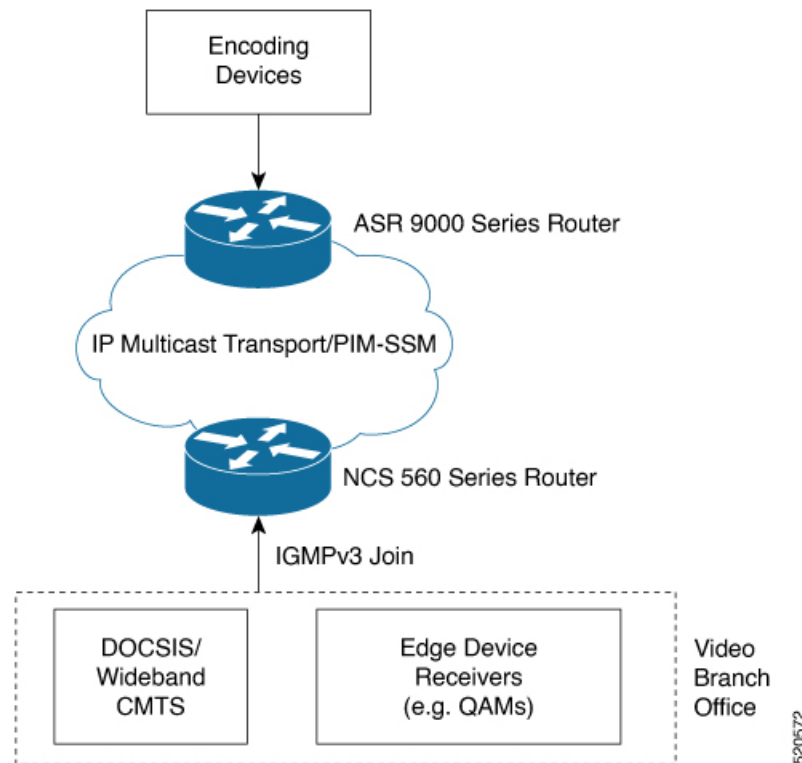 Encoding
Devices
ASR 9000 Series Router
IP Multicast Transport/PIM-SSM
NCS 560 Series Router
IGMPv3 Join
DOCSIS/
Wideband
CMTS
Edge Device
Receivers
(e.g. QAMs)
Video
Branch
Office
520572